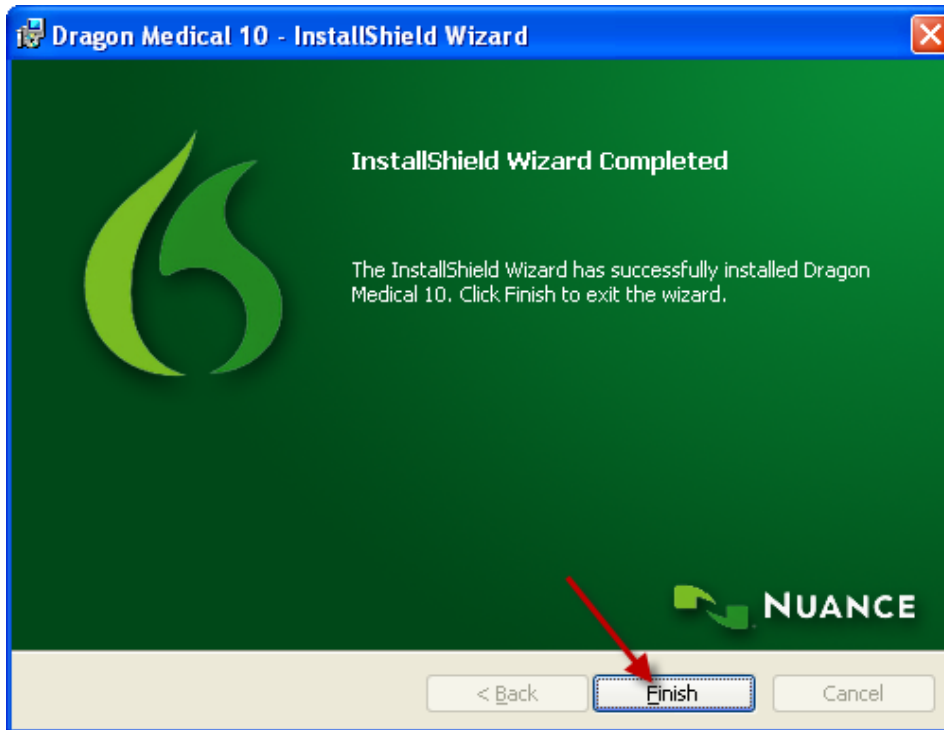 Dragon Medical 10 - InstallShield Wizard
InstallShield Wizard Completed
The InstallShield Wizard has successfully installed Dragon
Medical 10. Click Finish to exit the wizard.
NUANCE
< Back
Finish
Cancel